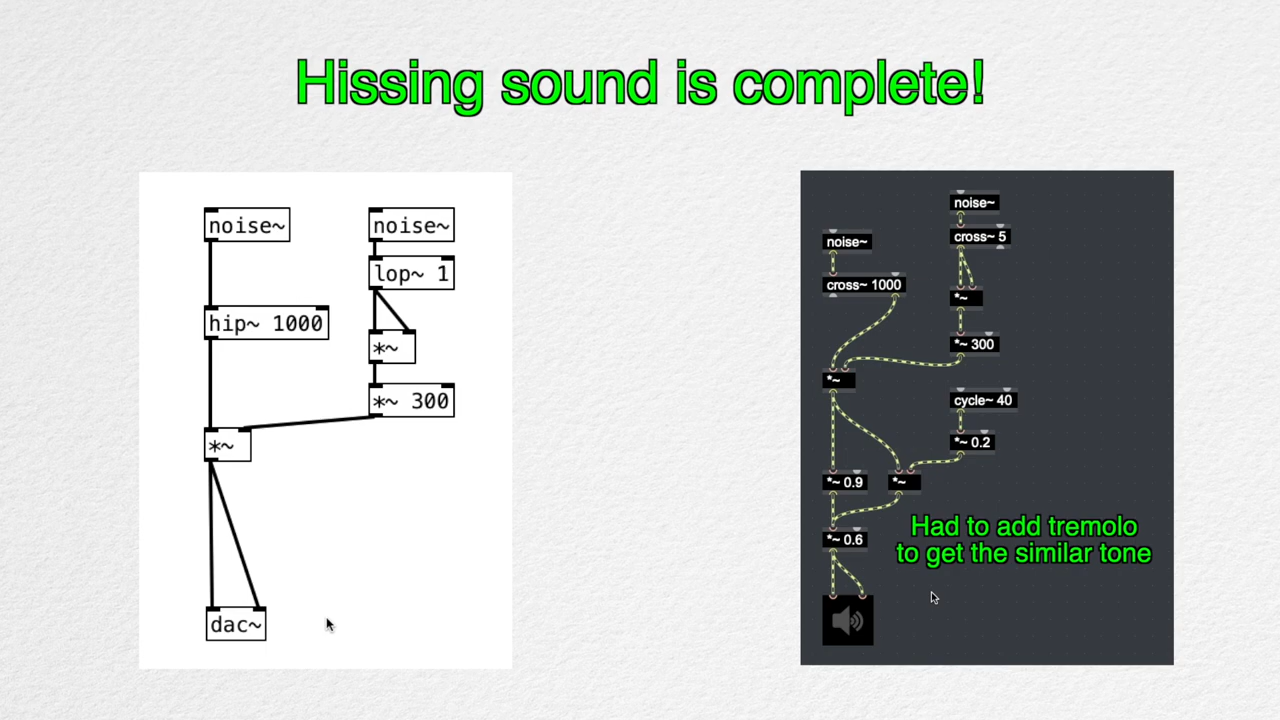 Hissing sound is complete!
noise~
noise~
lop~ 1
hip~ 1000
*~
*~ 300
*~
dac~
noise~
noise~
cross~ 5
cross~ 1000
*~
*~ 300
*~
cycle~ 40
*~ 0.2
*~ 0.9
*~
*~ 0.6
Had to add tremolo
to get the similar tone